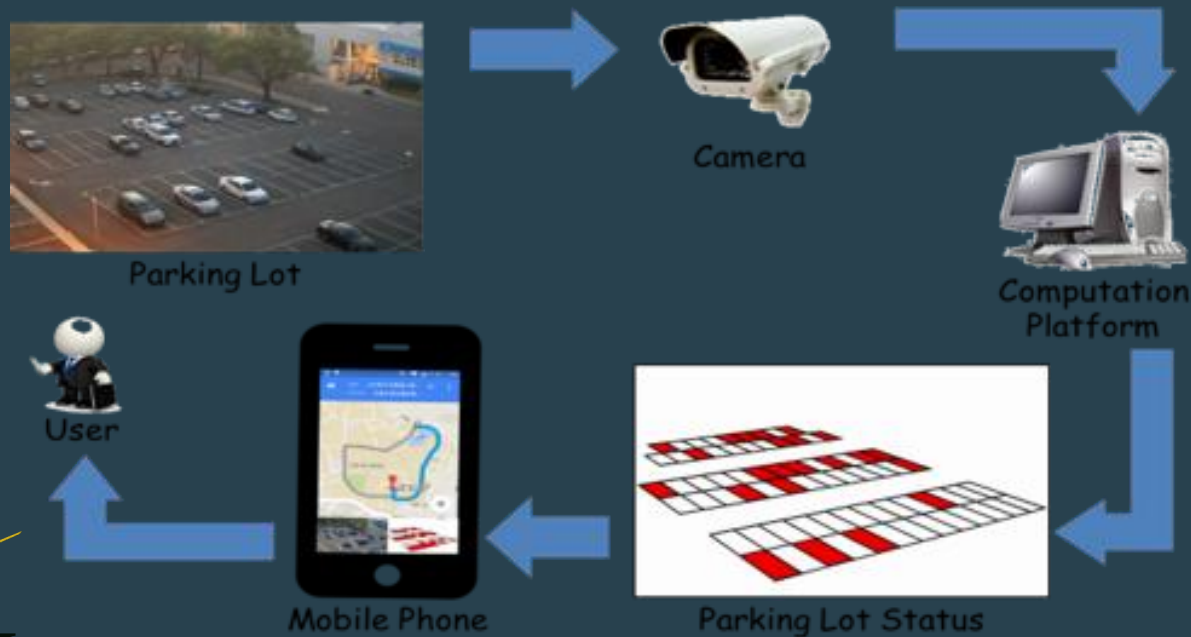 Camera
Parking Lot
Computation
Platform
User
Mobile Phone
Parking Lot Status